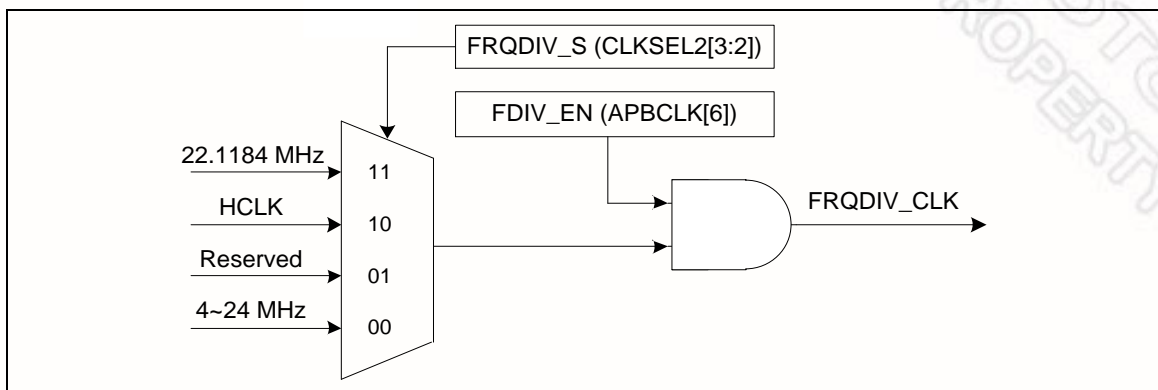 FRQDIV_S (CLKSEL2[3:2])
FDIV_EN (APBCLK[6])
22.1184 MHz
11
HCLK
10
Reserved
01
4~24 MHz
00
FRQDIV_CLK
PROPERTY